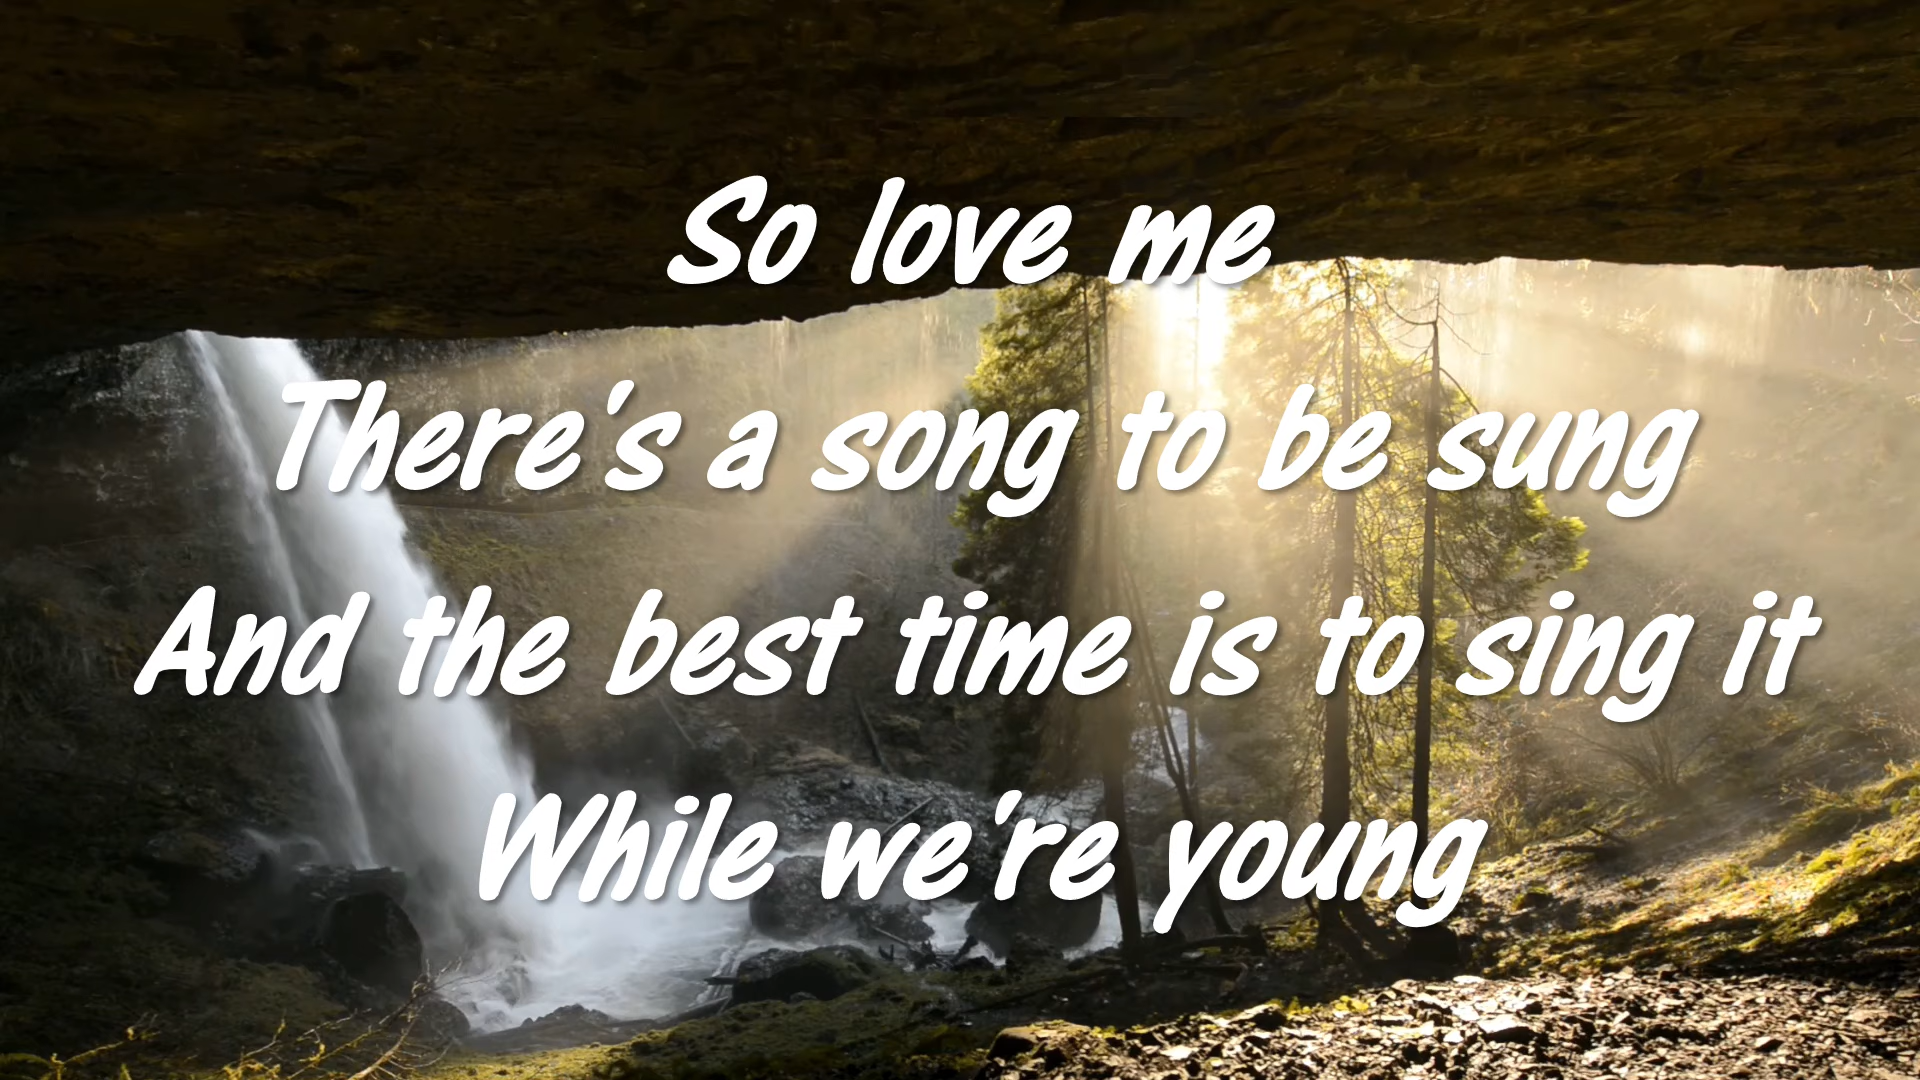 So love me
There's a song to be sung
And the best time is to sing it
While we're young